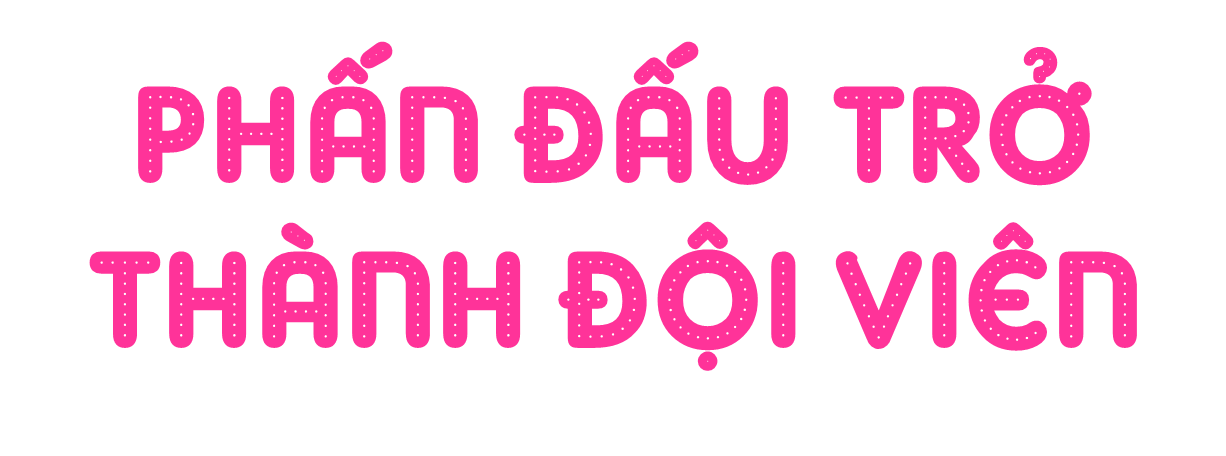 PHẤN ĐẤU TRỞ
THÀNH ĐỘI VIÊN